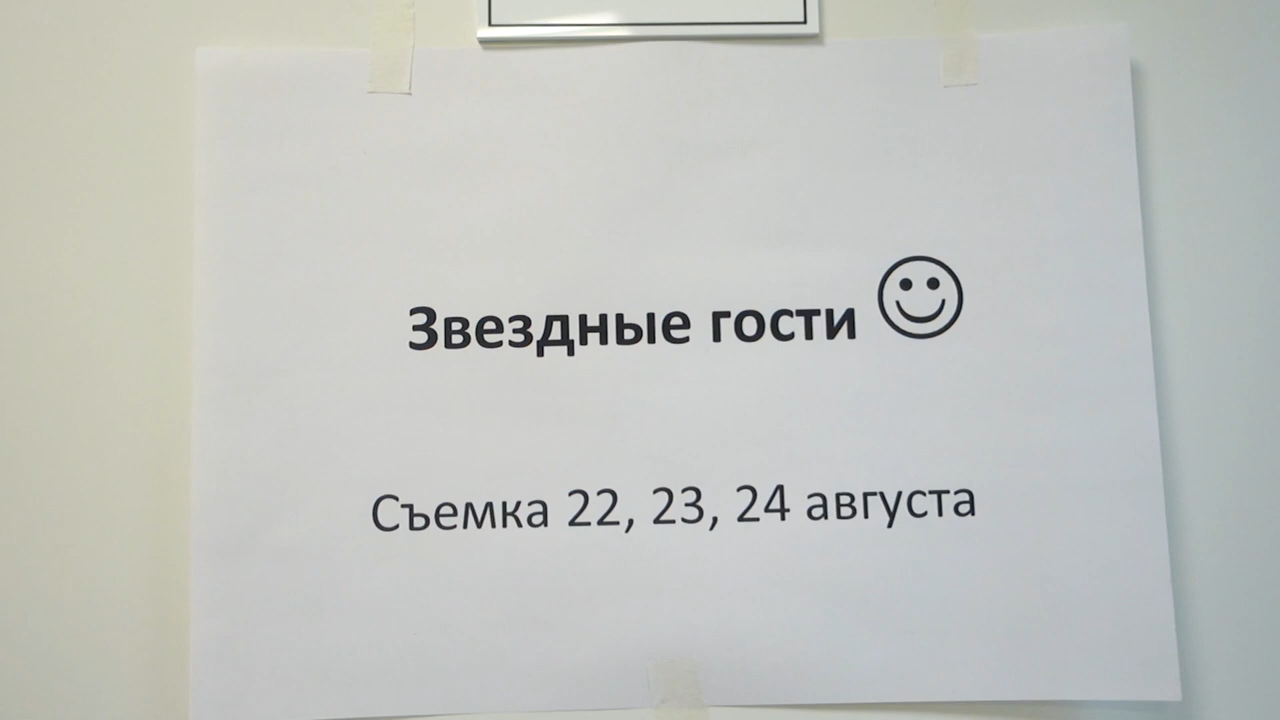 Звездные гости ☺
Съемка 22, 23, 24 августа